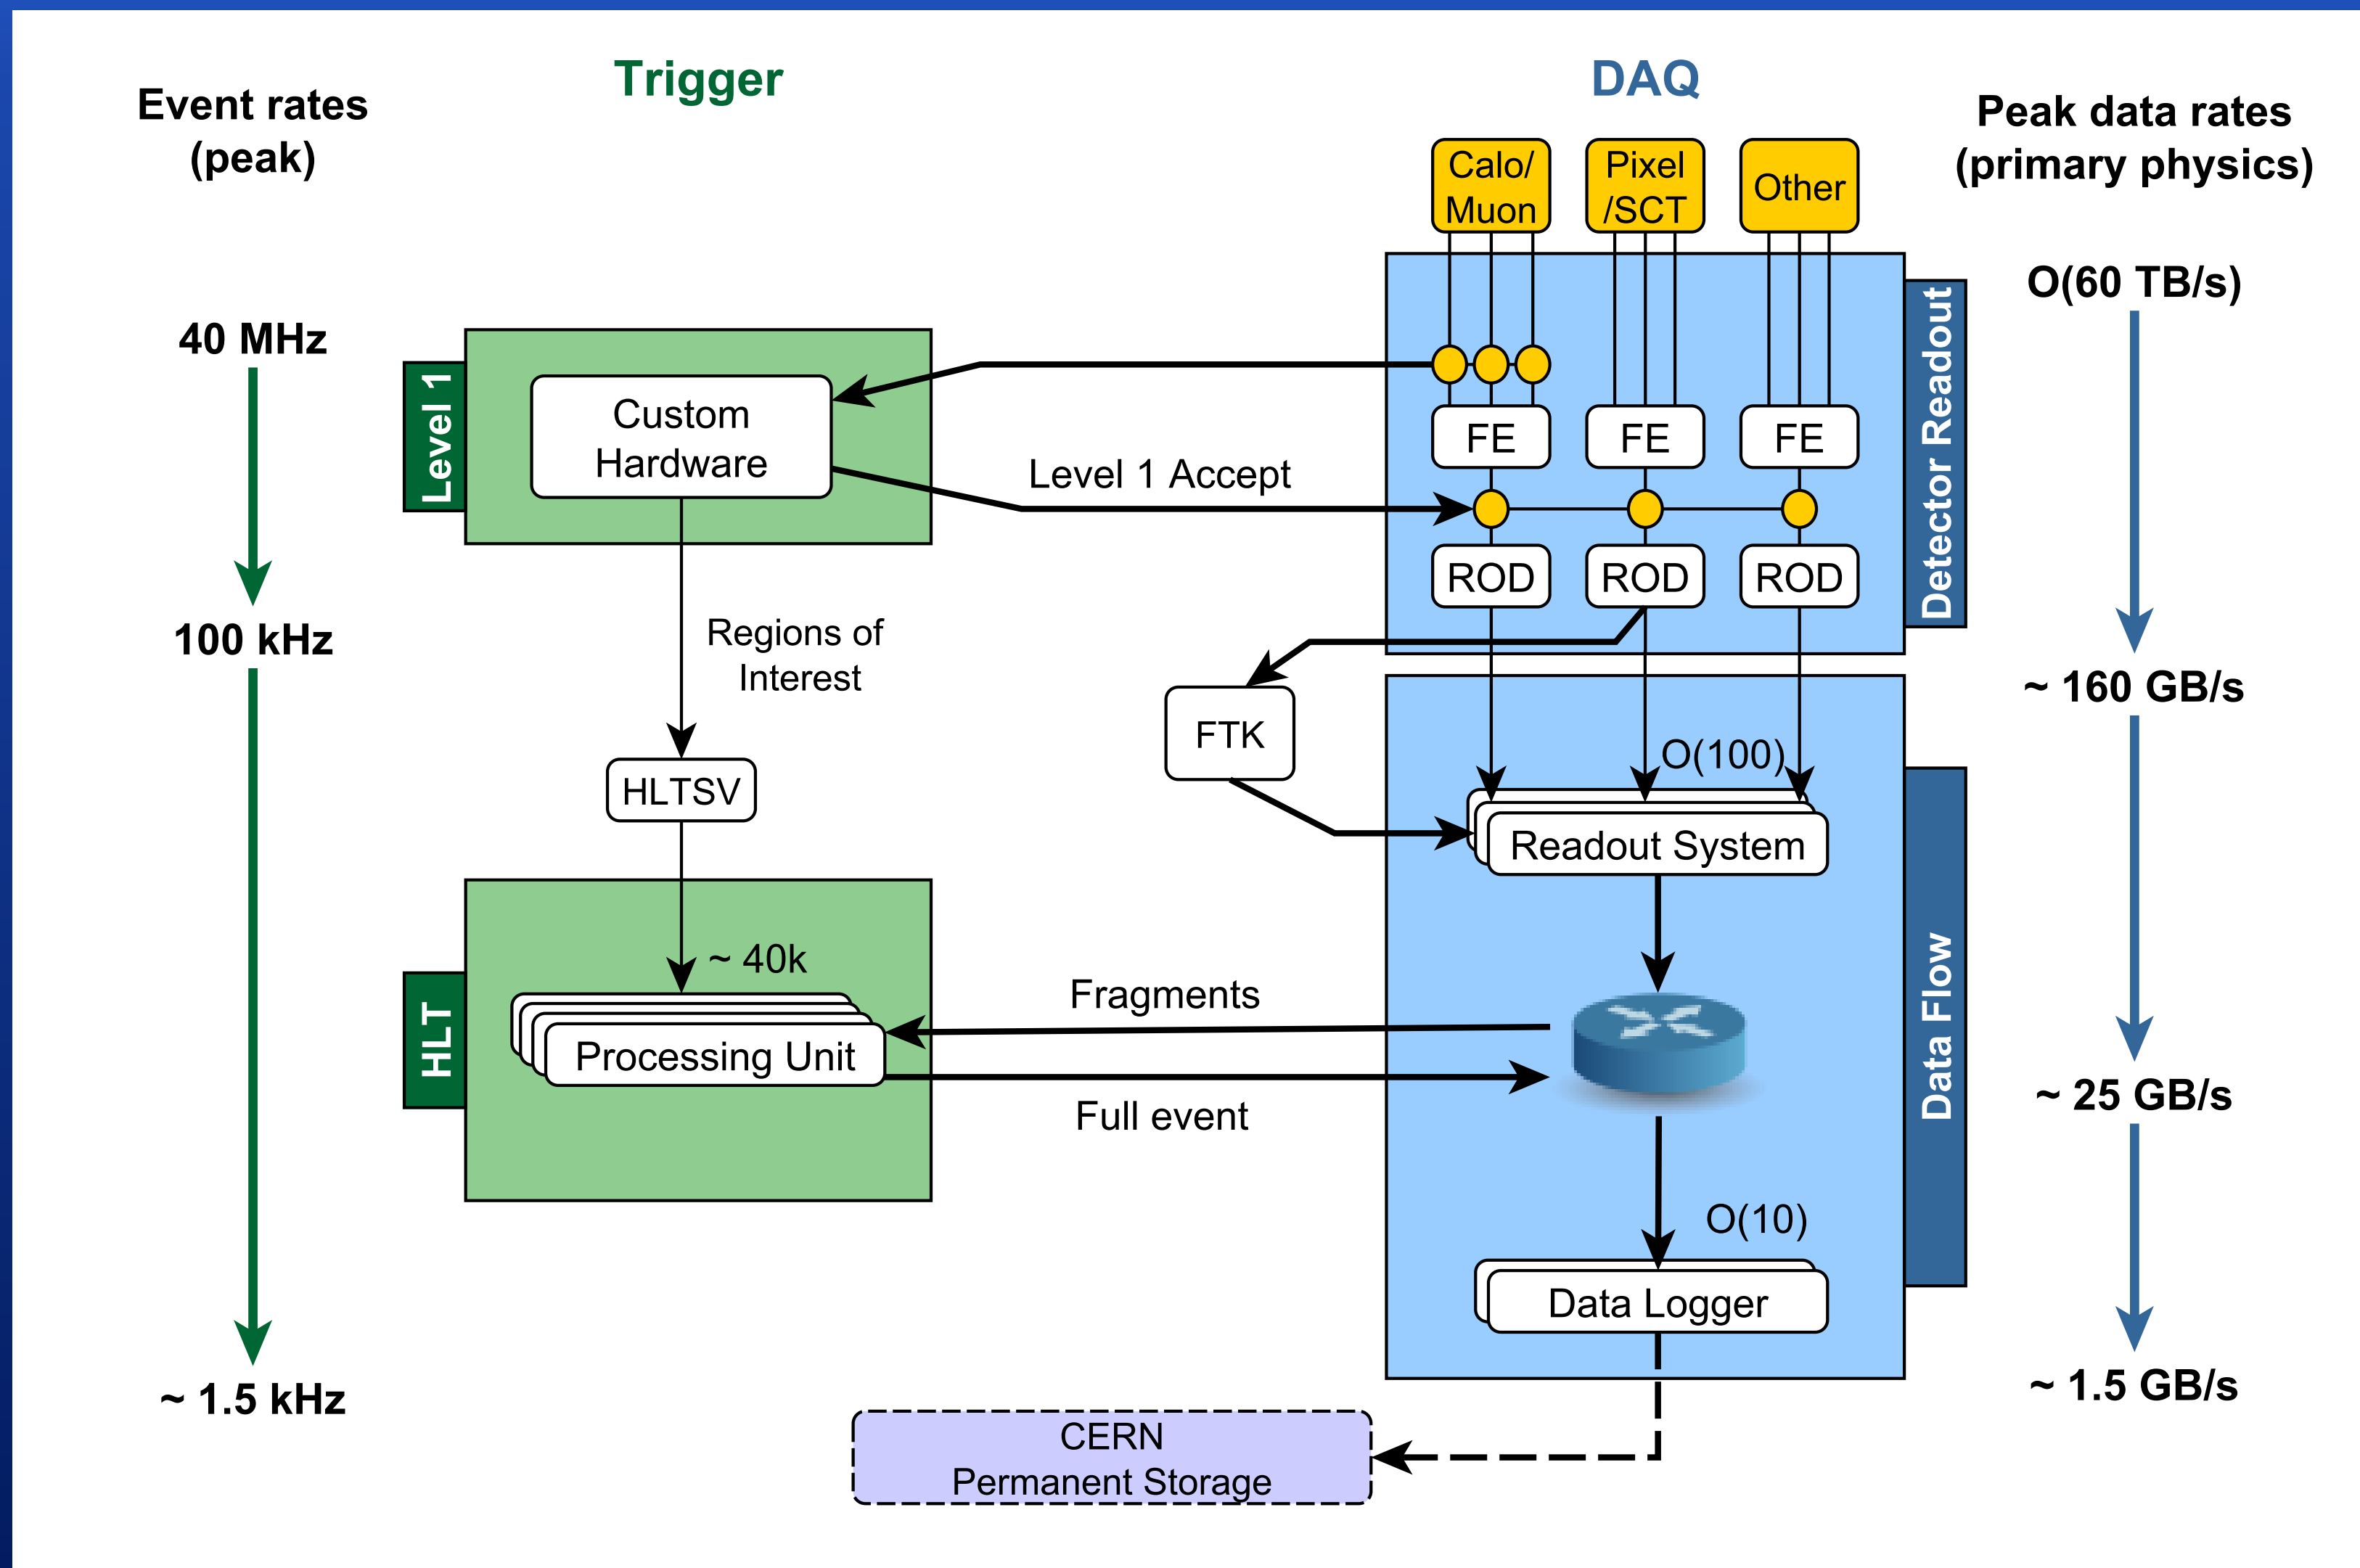 Trigger
DAQ
Event rates
(peak)
Peak data rates
(primary physics)
Calo/
Muon
Pixel
/SCT
Other
O(60 TB/s)
40 MHz
Level 1
Custom
Hardware
FE
FE
FE
Detector Readout
Level 1 Accept
ROD
ROD
ROD
100 kHz
Regions of
Interest
~ 160 GB/s
FTK
O(100)
HLTSV
Readout System
~ 40k
Fragments
HLT
Processing Unit
Data Flow
~ 25 GB/s
Full event
O(10)
Data Logger
~ 1.5 kHz
~ 1.5 GB/s
CERN
Permanent Storage